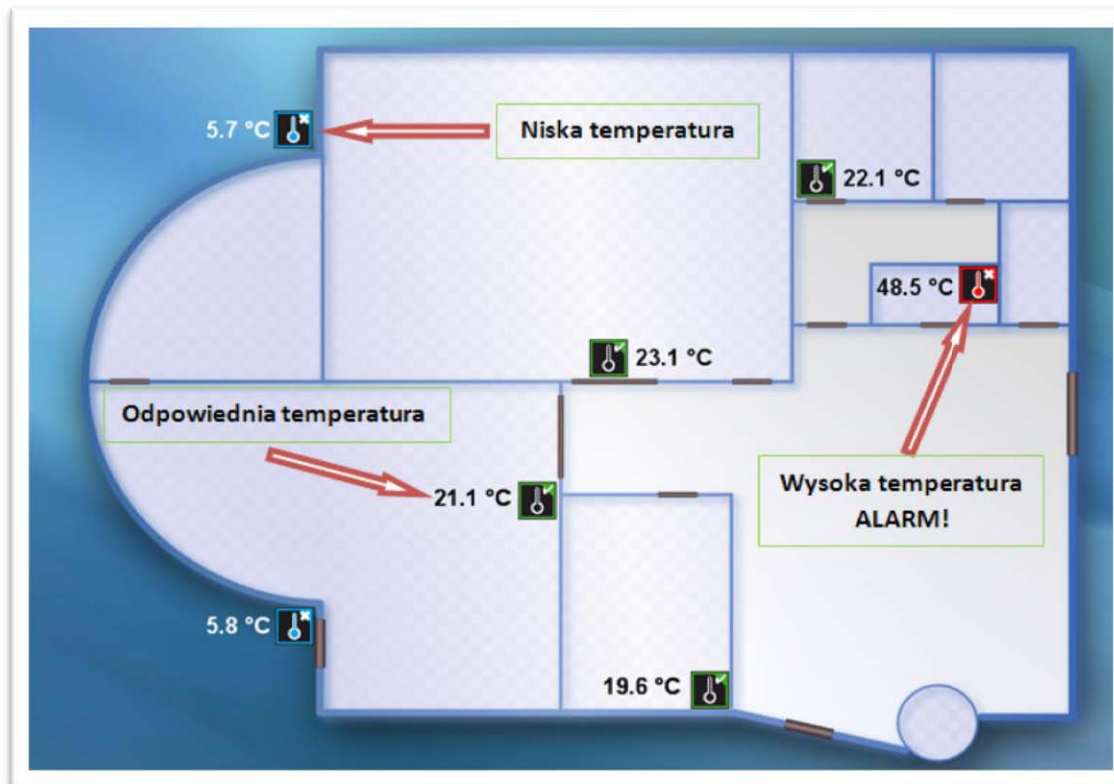 5.7 °C
Niska temperatura
22.1 °C
48.5 °C
23.1 °C
Odpowiednia temperatura
21.1 °C
Wysoka temperatura
ALARM!
5.8 °C
19.6 °C